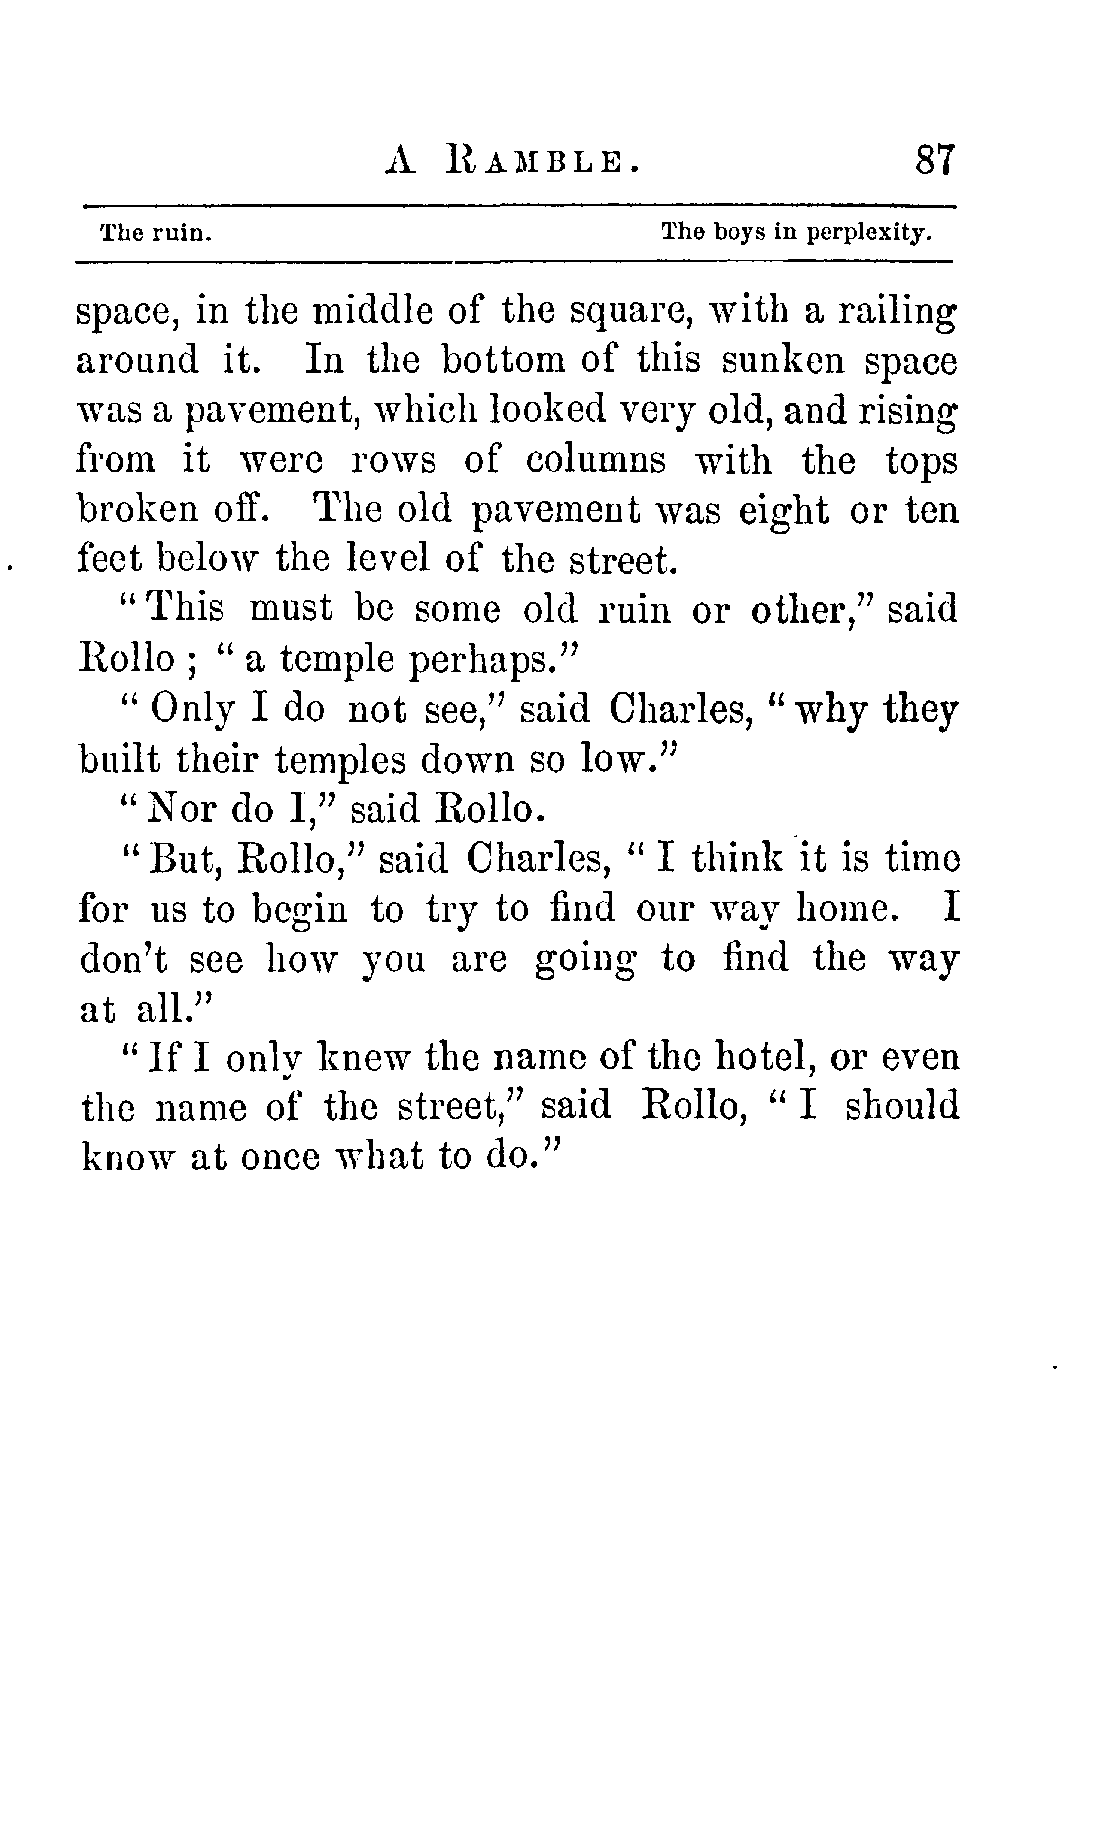 A RAMBLE. 87
The ruin. The boys in perplexity.
space, in the middle of the square, with a railing
around it. In the bottom of this sunken space
was a pavement, which looked very old, and rising
from it were rows of columns with the tops
broken off. The old pavement was eight or ten
feet below the level of the street.
"This must be some old ruin or other," said
Rollo ; " a temple perhaps."
" Only I do not see," said Charles, "why they
built their temples down so low."
"Nor do I," said Rollo.
"But, Rollo," said Charles, " I think it is time
for us to begin to try to find our way home. I
don't see how you are going to find the way
at all."
"If I only knew the name of the hotel, or even
the name of the street," said Rollo, " I should
know at once what to do."